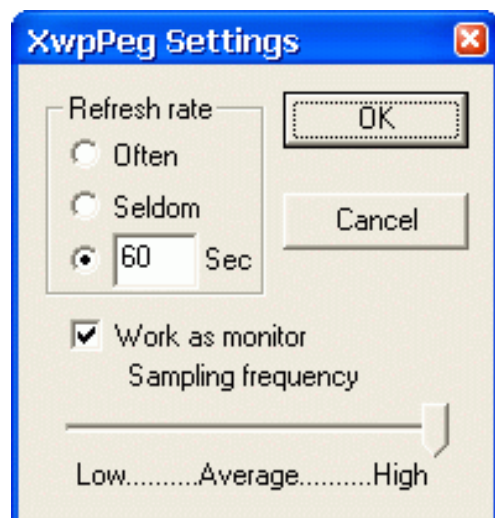 XwpPeg Settings
Refresh rate
OK
Often
Seldom
Cancel
60 Sec
Work as monitor
Sampling frequency
Low..........Average..........High